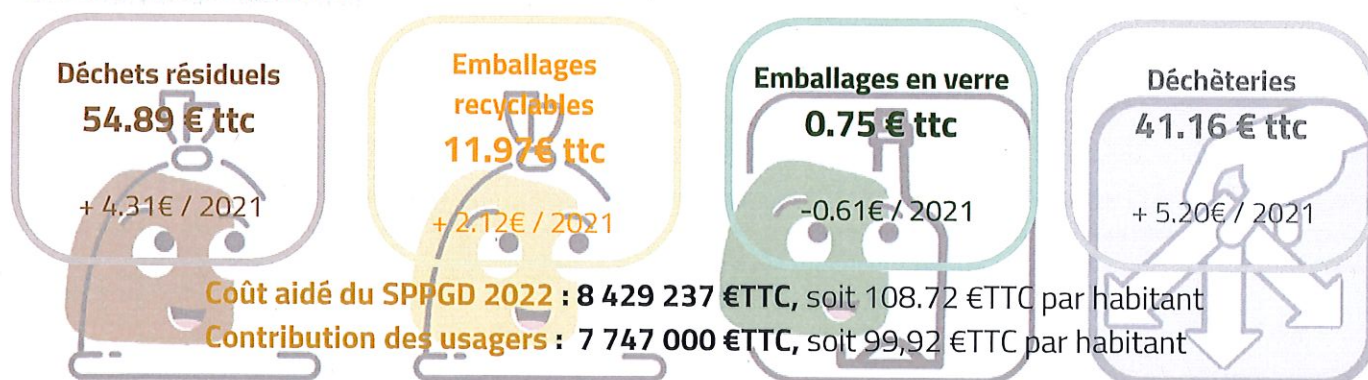 Déchets résiduels
54.89 € ttc
+ 4.31€ / 2021
Emballages
recyclables
11.97€ ttc
+ 2.12€ / 2021
Emballages en verre
0.75 € ttc
-0.61€ / 2021
Déchèteries
41.16 € ttc
+ 5.20€ / 2021
Coût aidé du SPPGD 2022 : 8 429 237 €TTC, soit 108.72 €TTC par habitant
Contribution des usagers : 7 747 000 €TTC, soit 99,92 €TTC par habitant